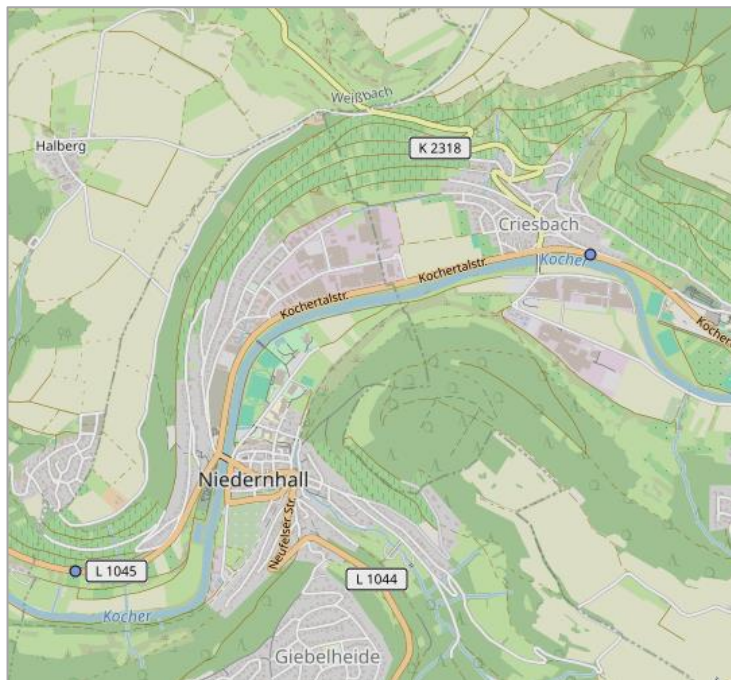 Weißbach
Halberg
K 2318
Criesbach
Kocher
Kochertalstr.
Kochertalstr.
Kocher
Niedernhall
Neufelser Str.
L 1045
L 1044
Kocher
Giebelheide